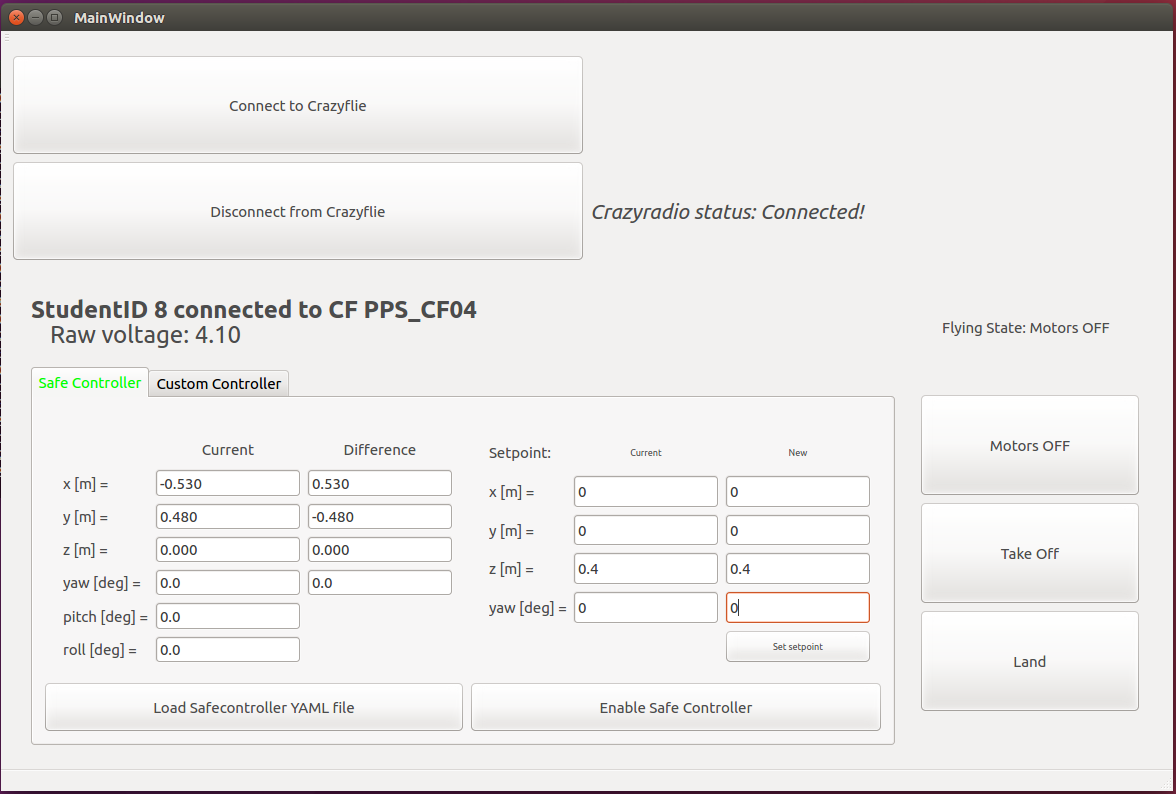 MainWindow
Connect to Crazyflie
Disconnect from Crazyflie
Crazyradio status: Connected!
StudentID 8 connected to CF PPS_CF04
Raw voltage: 4.10
Flying State: Motors OFF
Safe Controller Custom Controller
Current Difference
x [m] = -0.530 0.530
y [m] = 0.480 -0.480
z [m] = 0.000 0.000
yaw [deg] = 0.0 0.0
pitch [deg] = 0.0
roll [deg] = 0.0
Setpoint: Current New
x [m] = 0 0
y [m] = 0 0
z [m] = 0.4 0.4
yaw [deg] = 0 0
Set setpoint
Load Safecontroller YAML file
Enable Safe Controller
Motors OFF
Take Off
Land